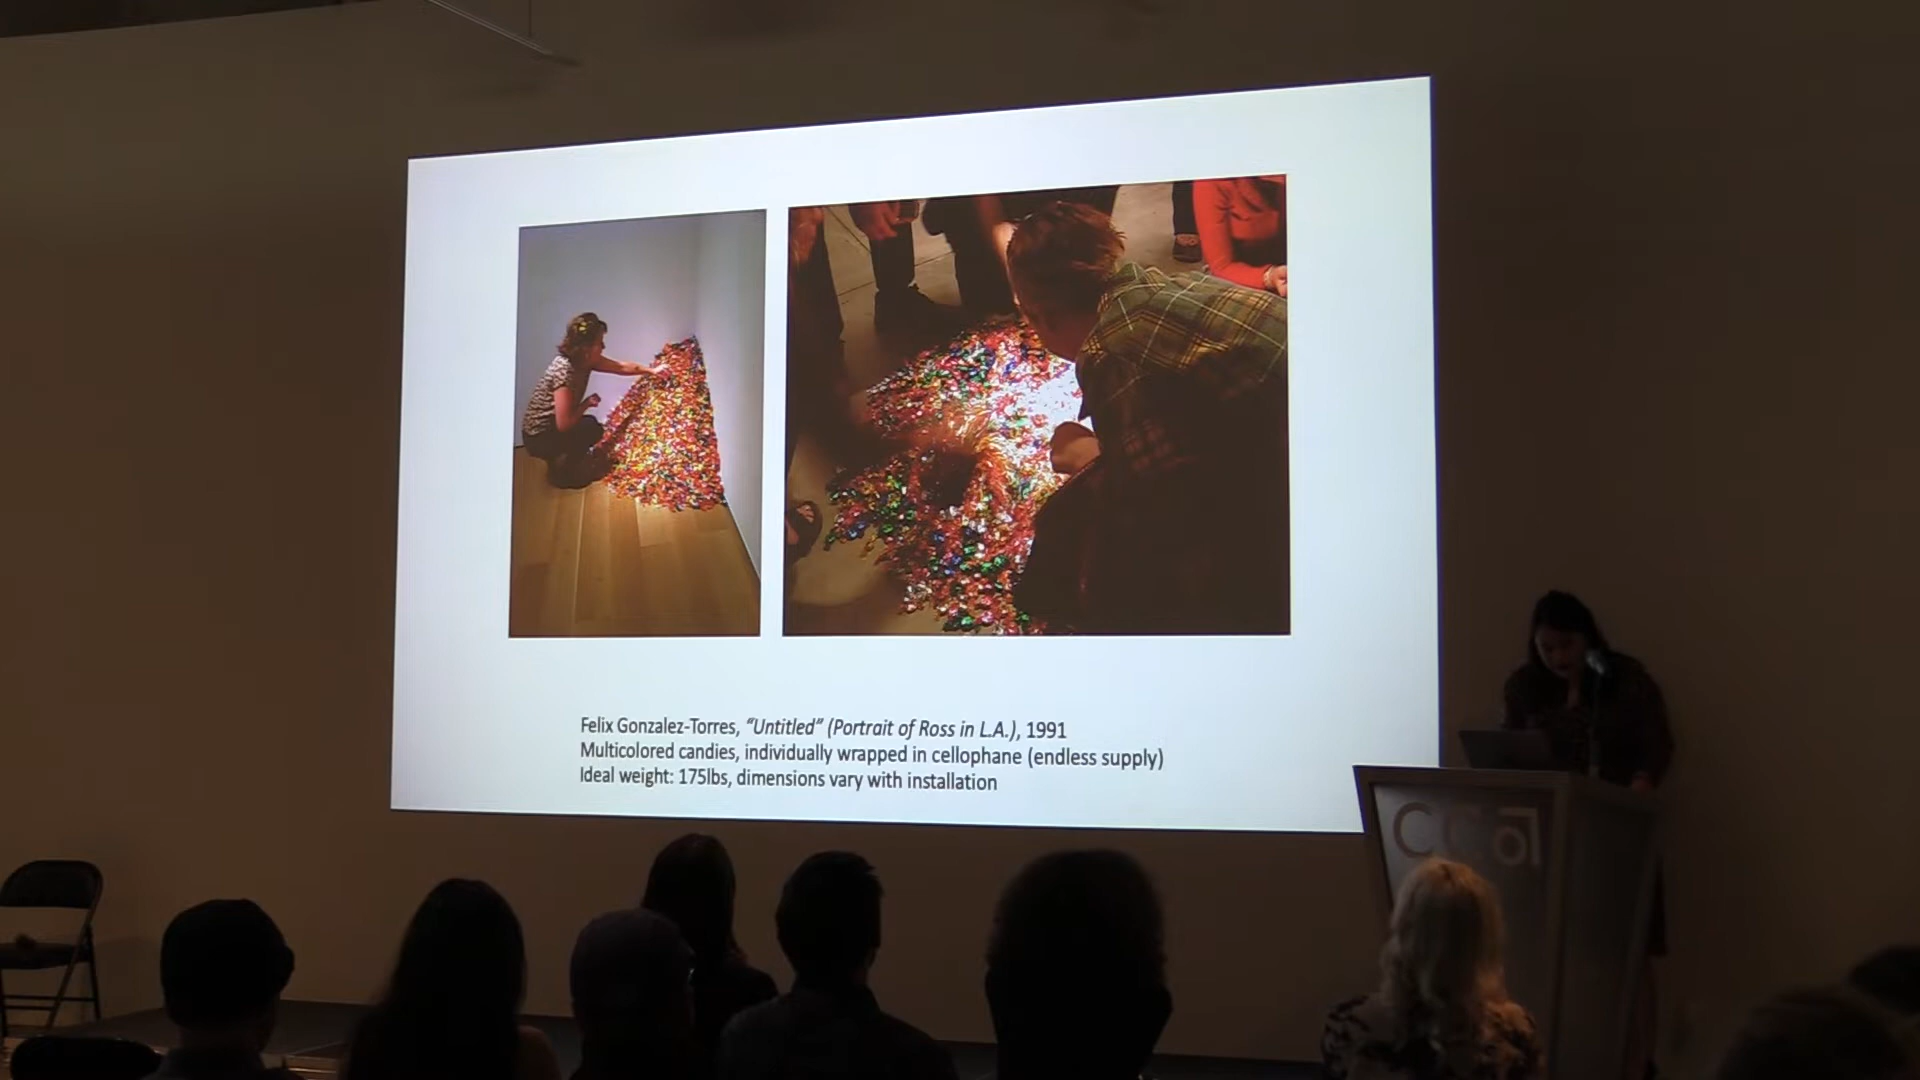 Felix Gonzalez-Torres, “Untitled” (Portrait of Ross in L.A.), 1991
Multicolored candies, individually wrapped in cellophane (endless supply)
Ideal weight: 175lbs, dimensions vary with installation
CCA